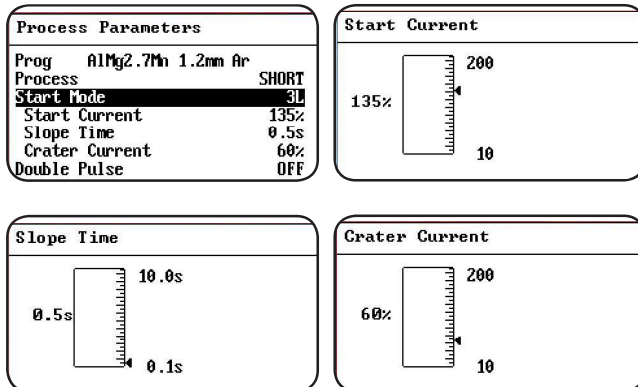 Process Parameters
Prog AlMg2.7Mn 1.2mm Ar
Process SHORT
Start Mode 3L
Start Current 135%
Slope Time 0.5s
Crater Current 60%
Double Pulse OFF
Start Current
200
135%
10
Slope Time
10.0s
0.5s
0.1s
Crater Current
200
60%
10